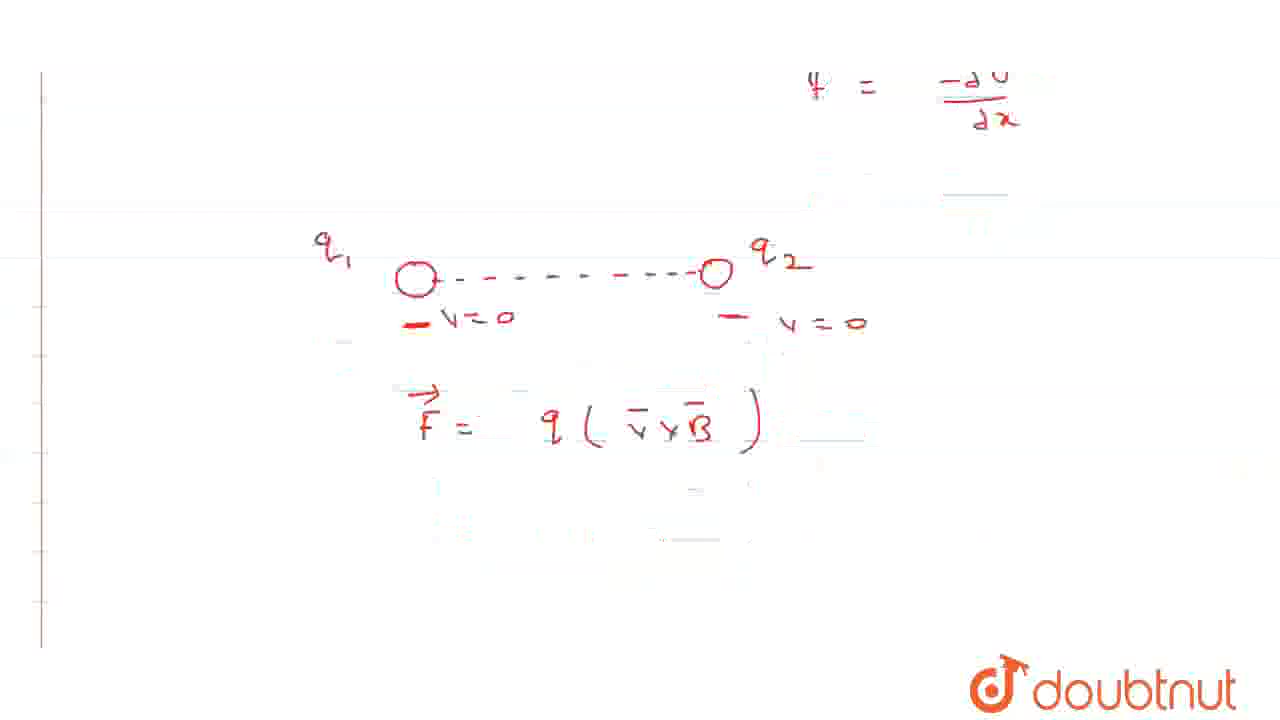 = -dU
dx
q1 q2
v=0 v=0
F = q ( v × B )
doubtnut